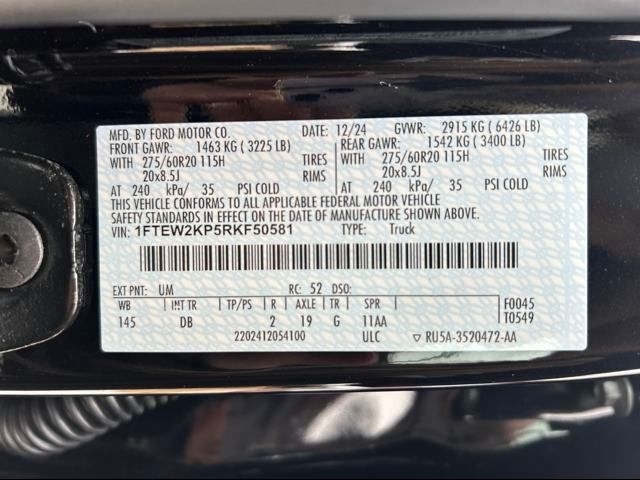 MFD. BY FORD MOTOR CO. DATE: 12/24 GVWR: 2915 KG ( 6426 LB)
FRONT GAWR: 1463 KG ( 3225 LB) REAR GAWR: 1542 KG ( 3400 LB)
WITH 275/60R20 115H TIRES WITH 275/60R20 115H TIRES
20x8.5J RIMS 20x8.5J RIMS
AT 240 kPa/ 35 PSI COLD AT 240 kPa/ 35 PSI COLD
THIS VEHICLE CONFORMS TO ALL APPLICABLE FEDERAL MOTOR VEHICLE
SAFETY STANDARDS IN EFFECT ON THE DATE OF MANUFACTURE SHOWN ABOVE.
VIN: 1FTEW2KP5RKF50581 TYPE: Truck
EXT PNT: UM RC: 52 DSO:
WB INT TR TP/PS R AXLE TR SPR F0045
145 DB 2 19 G 11AA T0549
2202412054100 ULC ▽ RU5A-3520472-AA